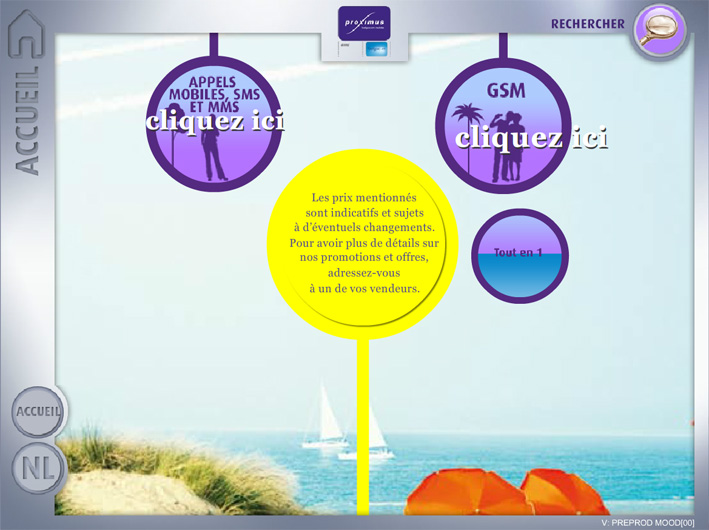 proximus
RECHERCHER
ACCUEIL
APPELS
MOBILES, SMS
ET MMS
cliquez ici
GSM
cliquez ici
Les prix mentionnés
sont indicatifs et sujets
à d'éventuels changements.
Pour avoir plus de détails sur
nos promotions et offres,
adressez-vous
à un de vos vendeurs.
Tout en 1
ACCUEIL
NL
V: PREPROD MOOD[00]